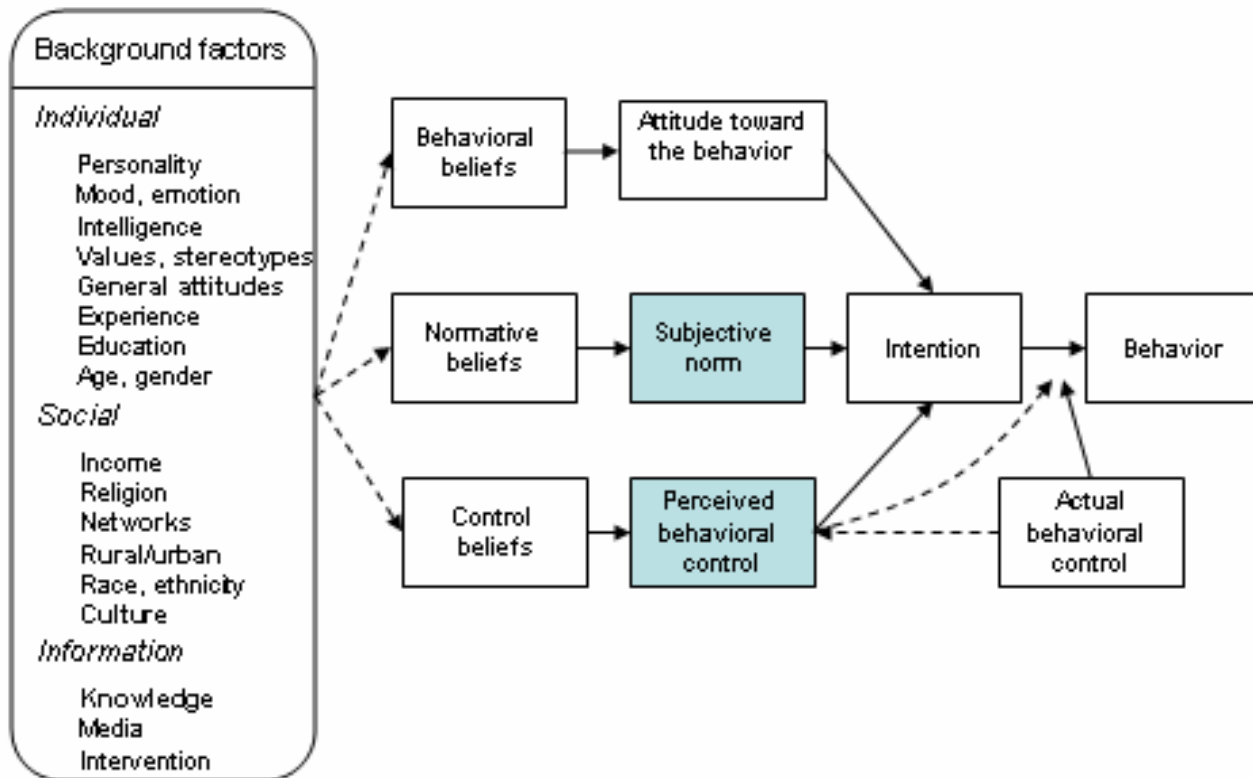 Background factors
Individual
Personality
Mood, emotion
Intelligence
Values, stereotypes
General attitudes
Experience
Education
Age, gender
Social
Income
Religion
Networks
Rural/urban
Race, ethnicity
Culture
Information
Knowledge
Media
Intervention
Behavioral
beliefs
Attitude toward
the behavior
Normative
beliefs
Subjective
norm
Intention
Behavior
Control
beliefs
Perceived
behavioral
control
Actual
behavioral
control